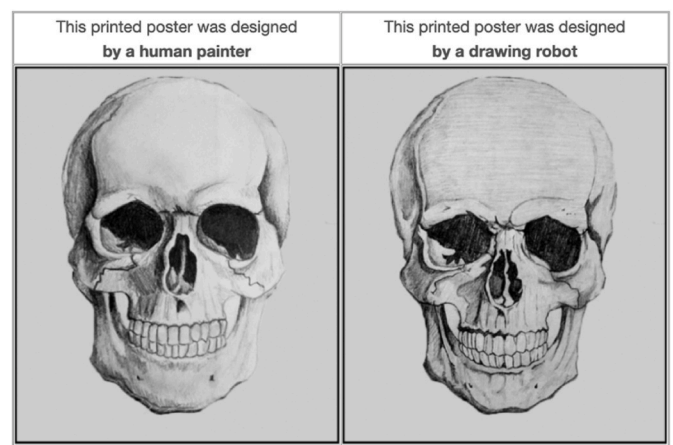 This printed poster was designed
by a human painter
This printed poster was designed
by a drawing robot